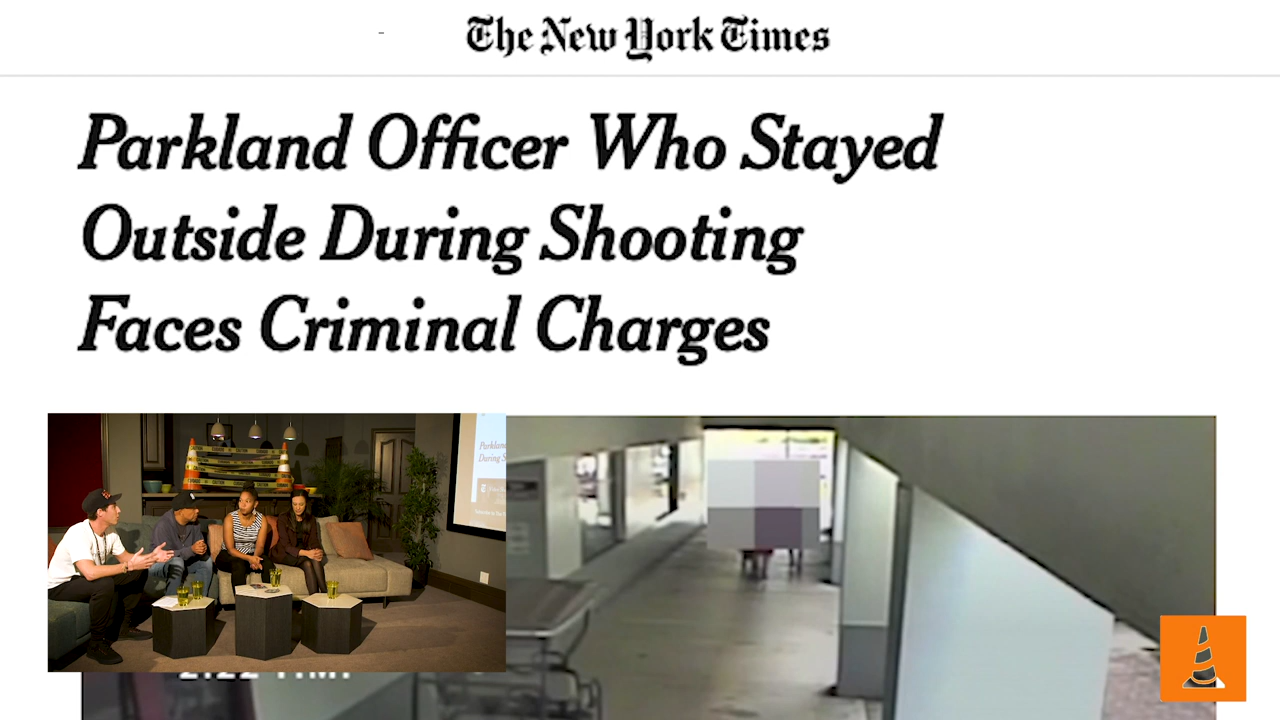 The New York Times
Parkland Officer Who Stayed
Outside During Shooting
Faces Criminal Charges